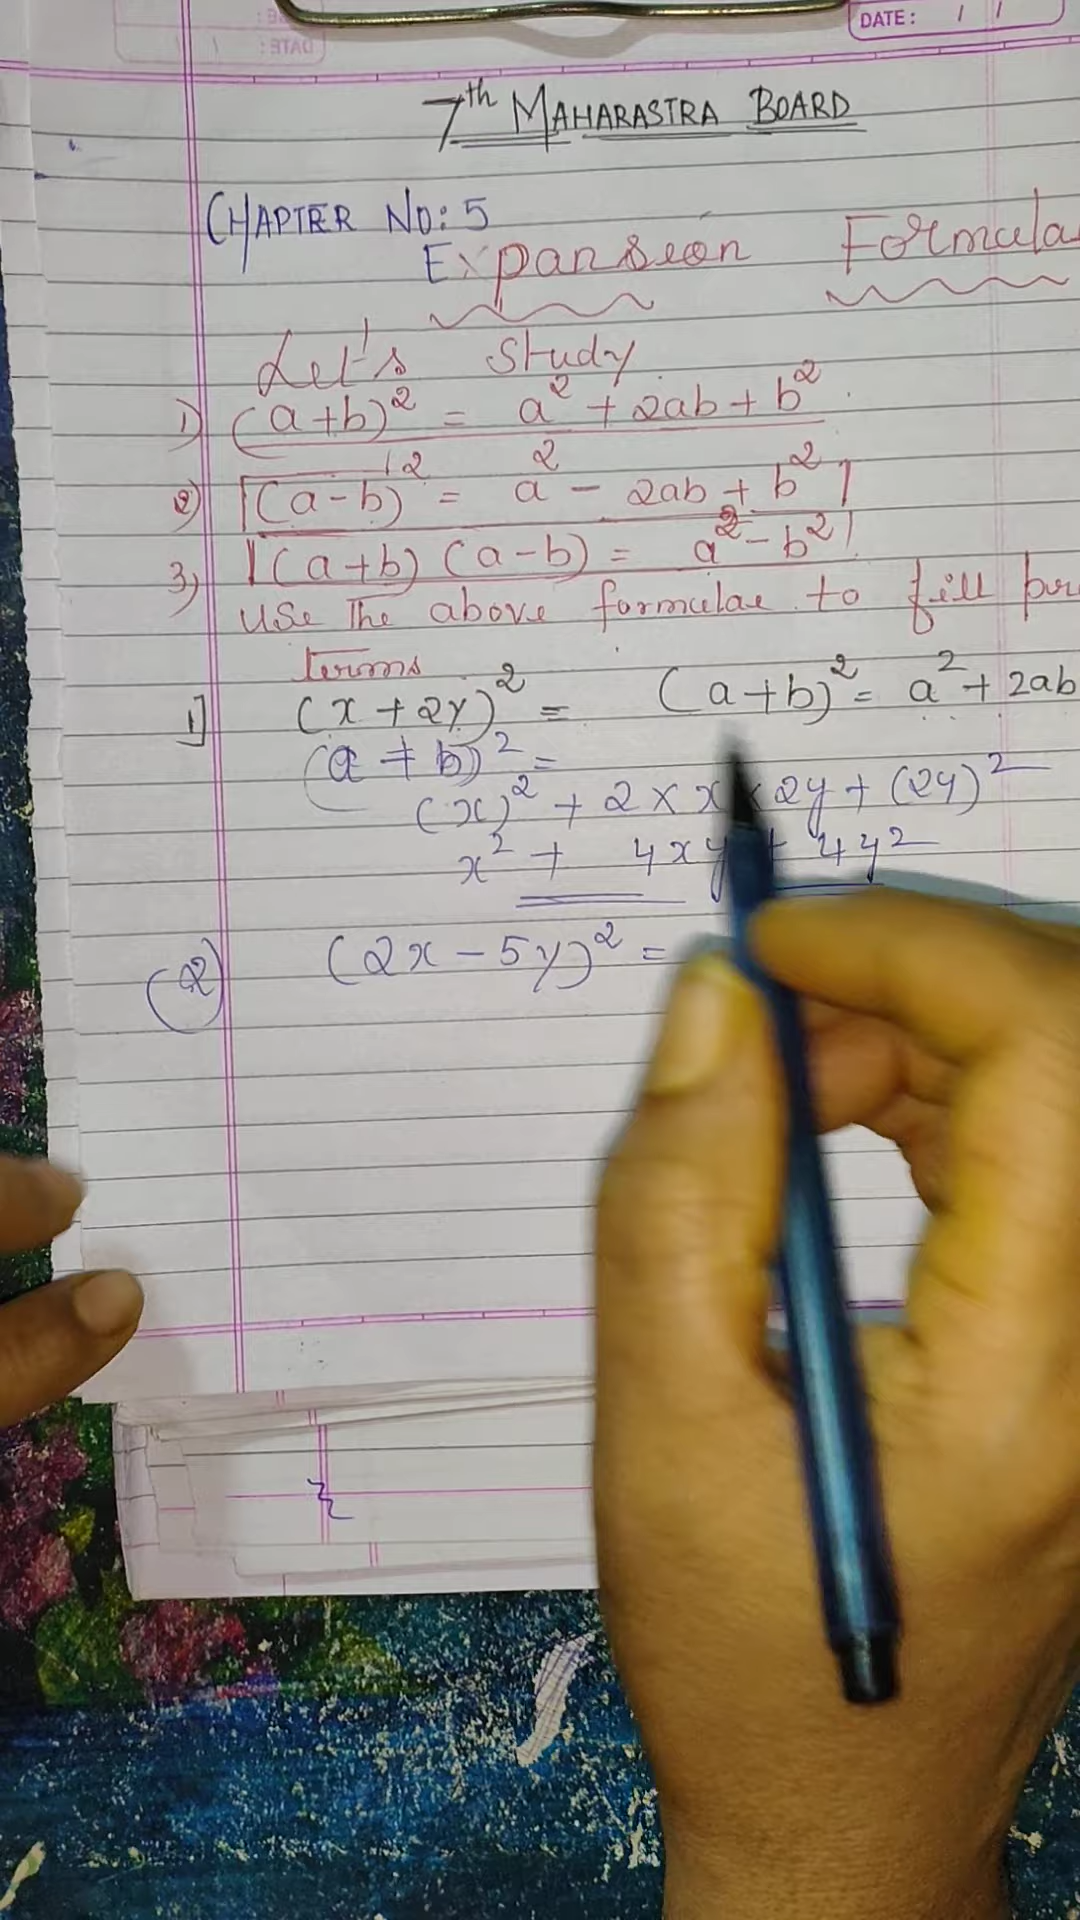 DATE: / /
7th MAHARASTRA BOARD
CHAPTER NO: 5
Expansion Formula
Let's Study
1) (a+b)² = a² + 2ab + b²
2) (a-b)² = a² - 2ab + b²
3) (a+b) (a-b) = a² - b²
Use The above formulae to fill
terms
1] (x + 2y)² = (a+b)² = a² + 2ab
(a + b)² =
(x)² + 2 × x × 2y + (2y)²
x² + 4xy + 4y²
(2) (2x - 5y)² =